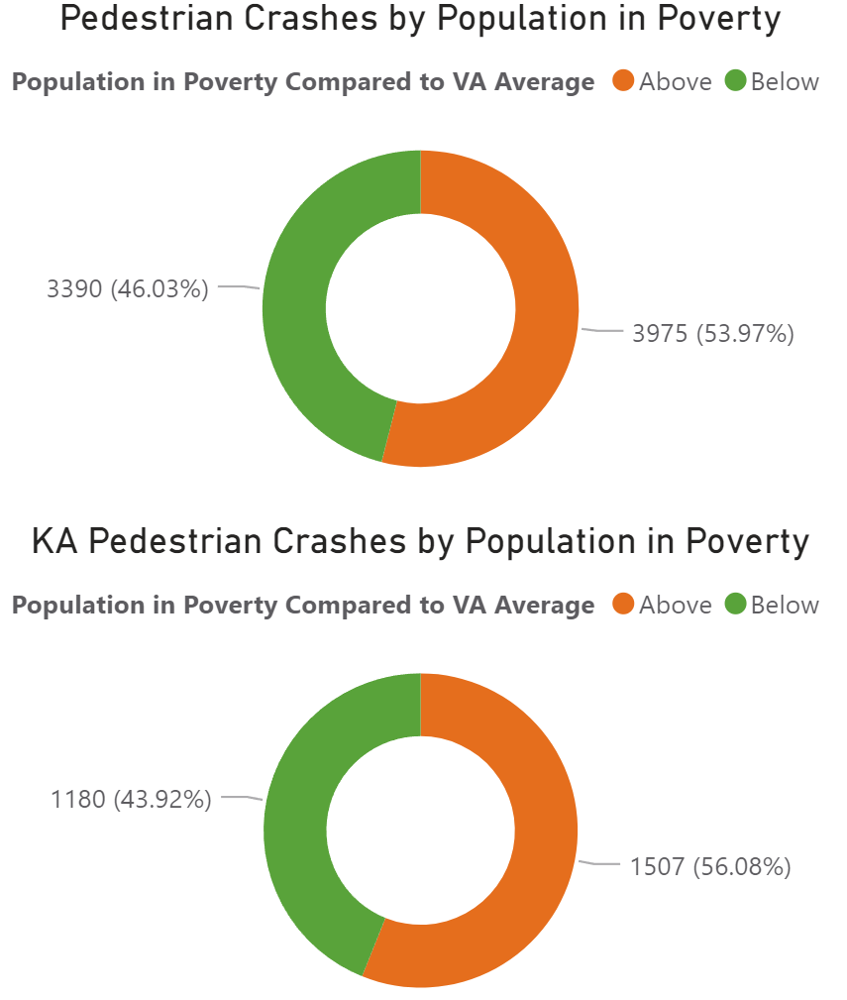 Pedestrian Crashes by Population in Poverty
Population in Poverty Compared to VA Average Above Below
3390 (46.03%)
3975 (53.97%)
KA Pedestrian Crashes by Population in Poverty
Population in Poverty Compared to VA Average Above Below
1180 (43.92%)
1507 (56.08%)